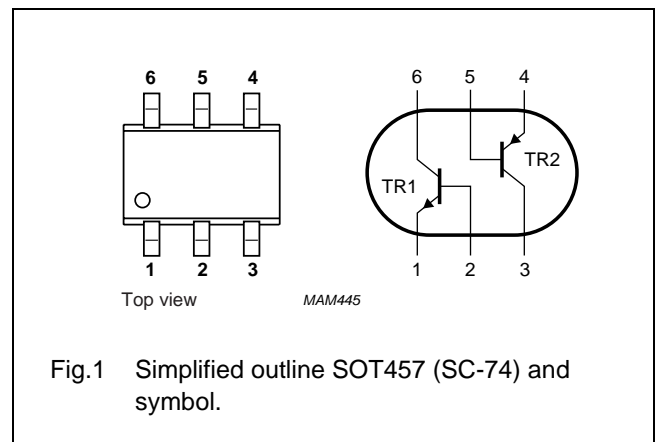 6 5 4
6 5 4
TR1
TR2
1 2 3
1 2 3
Top view
MAM445
Fig.1 Simplified outline SOT457 (SC-74) and
symbol.